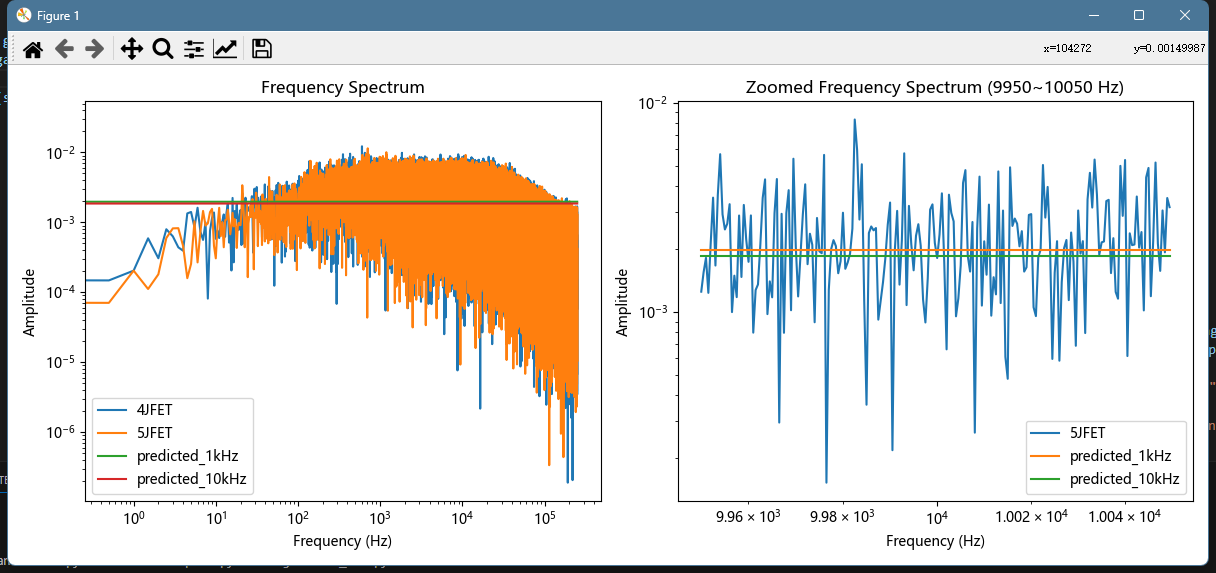 Figure 1
x=104272 y=0.00149987
Frequency Spectrum
Amplitude
10⁻²
10⁻³
10⁻⁴
10⁻⁵
10⁻⁶
4JFET
5JFET
predicted_1kHz
predicted_10kHz
10⁰ 10¹ 10² 10³ 10⁴ 10⁵
Frequency (Hz)
Zoomed Frequency Spectrum (9950~10050 Hz)
Amplitude
10⁻²
10⁻³
5JFET
predicted_1kHz
predicted_10kHz
9.96 × 10³ 9.98 × 10³ 10⁴ 1.002 × 10⁴ 1.004 × 10⁴
Frequency (Hz)